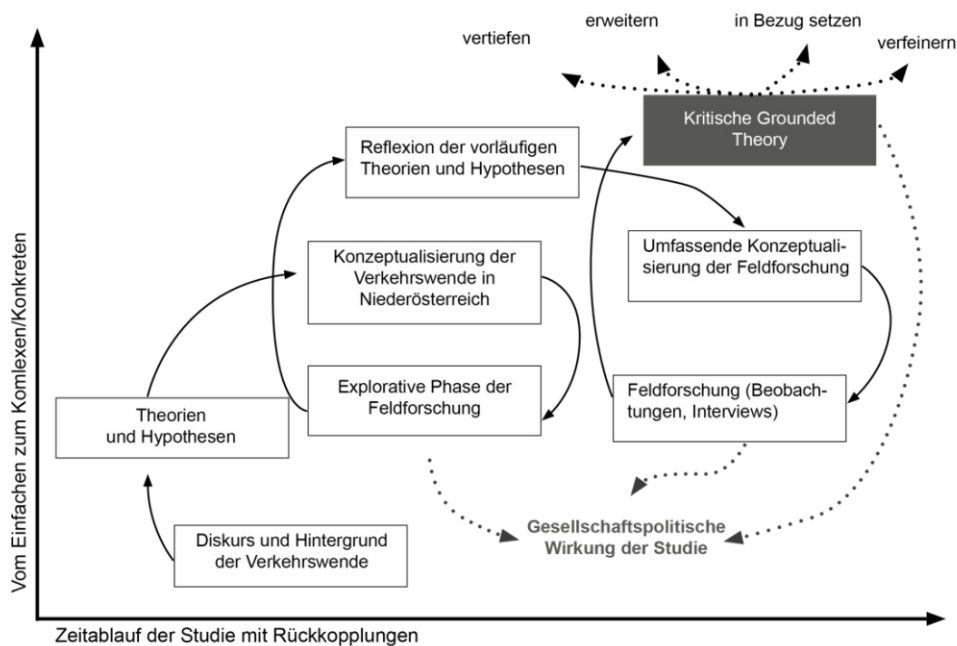 vertiefen
erweitern
in Bezug setzen
verfeinern
Kritische Grounded
Theory
Reflexion der vorläufigen
Theorien und Hypothesen
Umfassende Konzeptuali-
sierung der Feldforschung
Konzeptualisierung der
Verkehrswende in
Niederösterreich
Explorative Phase der
Feldforschung
Feldforschung (Beobach-
tungen, Interviews)
Theorien
und Hypothesen
Diskurs und Hintergrund
der Verkehrswende
Gesellschaftspolitische
Wirkung der Studie
Vom Einfachen zum Komlexen/Konkreten
Zeitablauf der Studie mit Rückkopplungen